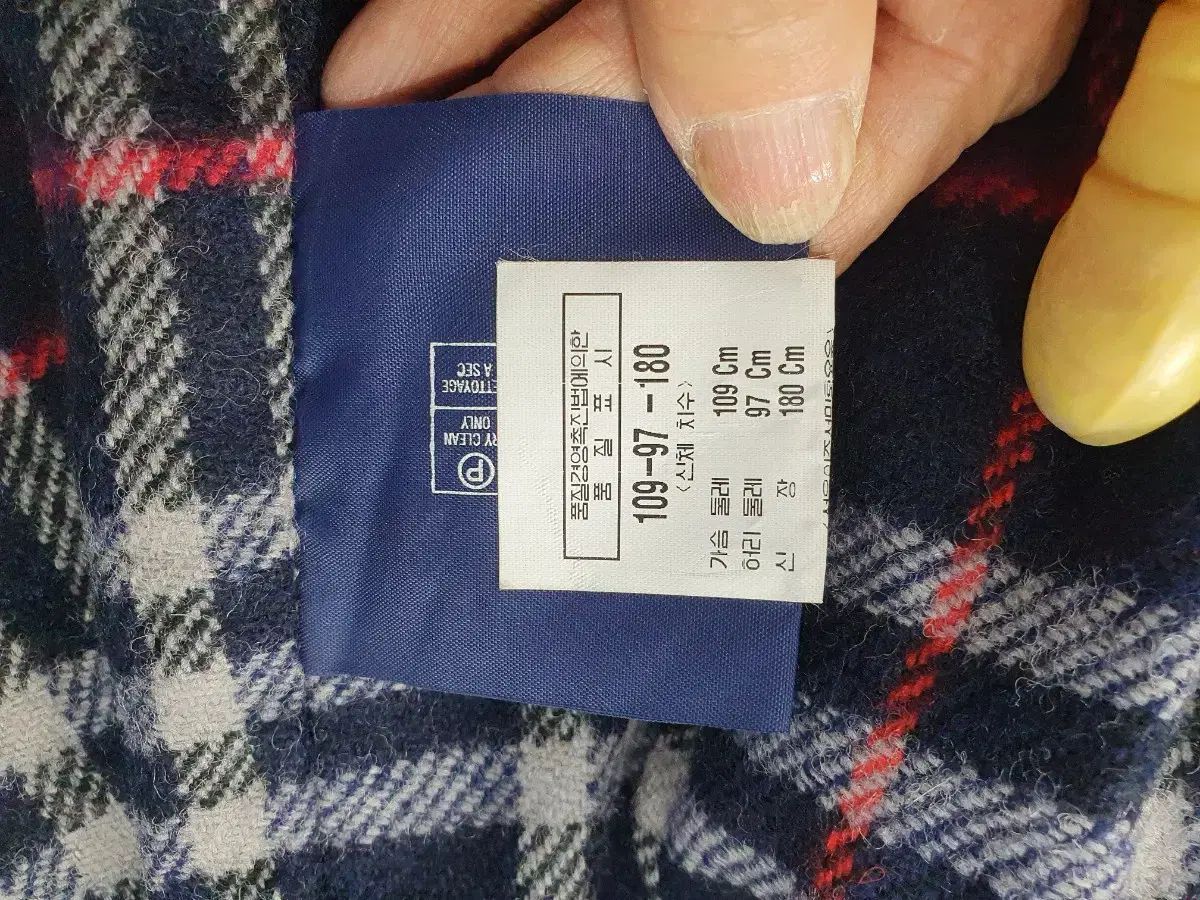 품질경영촉진법에의한
품 질 표 시
109-97-180
<신체 치수>
가슴 둘레 109 Cm
허리 둘레 97 Cm
신 장 180 Cm
P
CLEAN
ONLY
A SEC